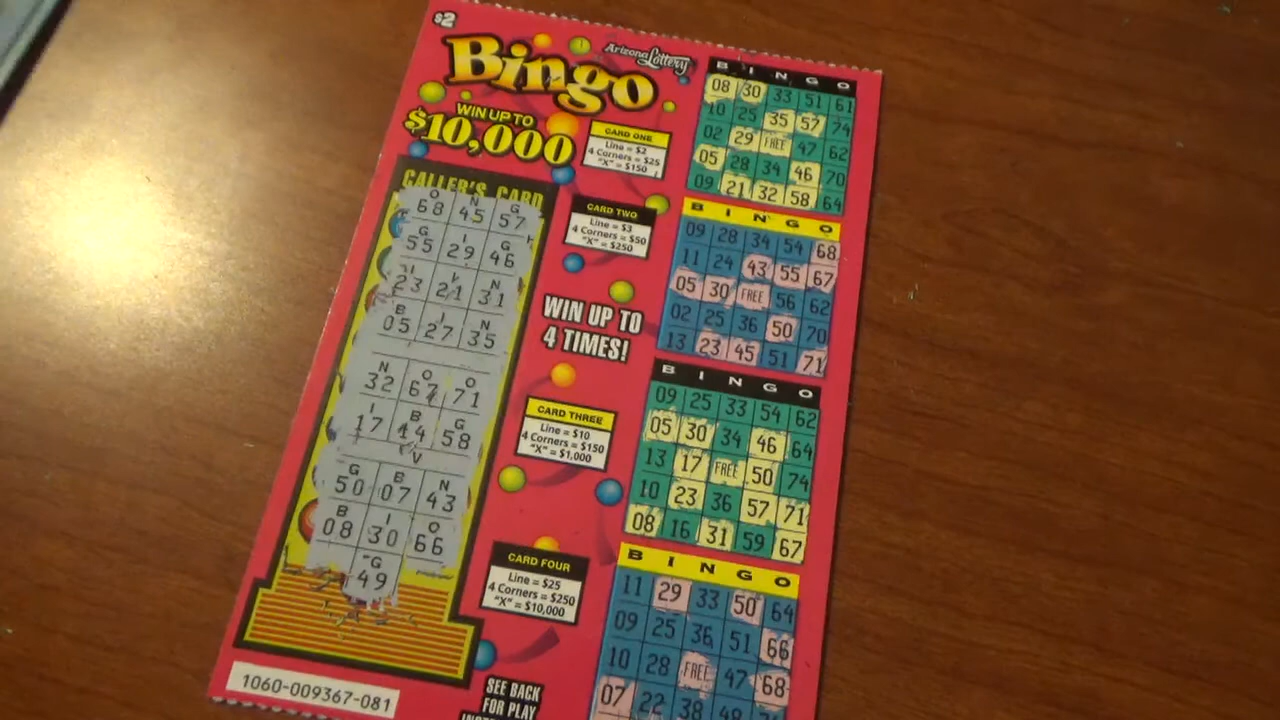 $2
Bingo
Arizona Lottery
WIN UP TO
$10,000
CALLER'S CARD
O N G
68 45 57
G I G
55 29 46
I I N
23 21 31
B I N
05 27 35
N O O
32 67 71
I B G
17 14 58
G B N
50 07 43
B I O
08 30 66
G
49
1060-009367-081
CARD ONE
Line = $2
4 Corners = $25
"X" = $150
CARD TWO
Line = $3
4 Corners = $50
"X" = $250
WIN UP TO
4 TIMES!
CARD THREE
Line = $10
4 Corners = $150
"X" = $1,000
CARD FOUR
Line = $25
4 Corners = $250
"X" = $10,000
SEE BACK
FOR PLAY
B I N G O
08 30 33 51 61
10 25 35 57 74
02 29 FREE 47 62
05 28 34 46 70
09 21 32 58 64
B I N G O
09 28 34 54 68
11 24 43 55 67
05 30 FREE 56 62
02 25 36 50 70
13 23 45 51 71
B I N G O
09 25 33 54 62
05 30 34 46 64
13 17 FREE 50 74
10 23 36 57 71
08 16 31 59 67
B I N G O
11 29 33 50 64
09 25 36 51 66
10 28 FREE 47 68
07 22 38 48